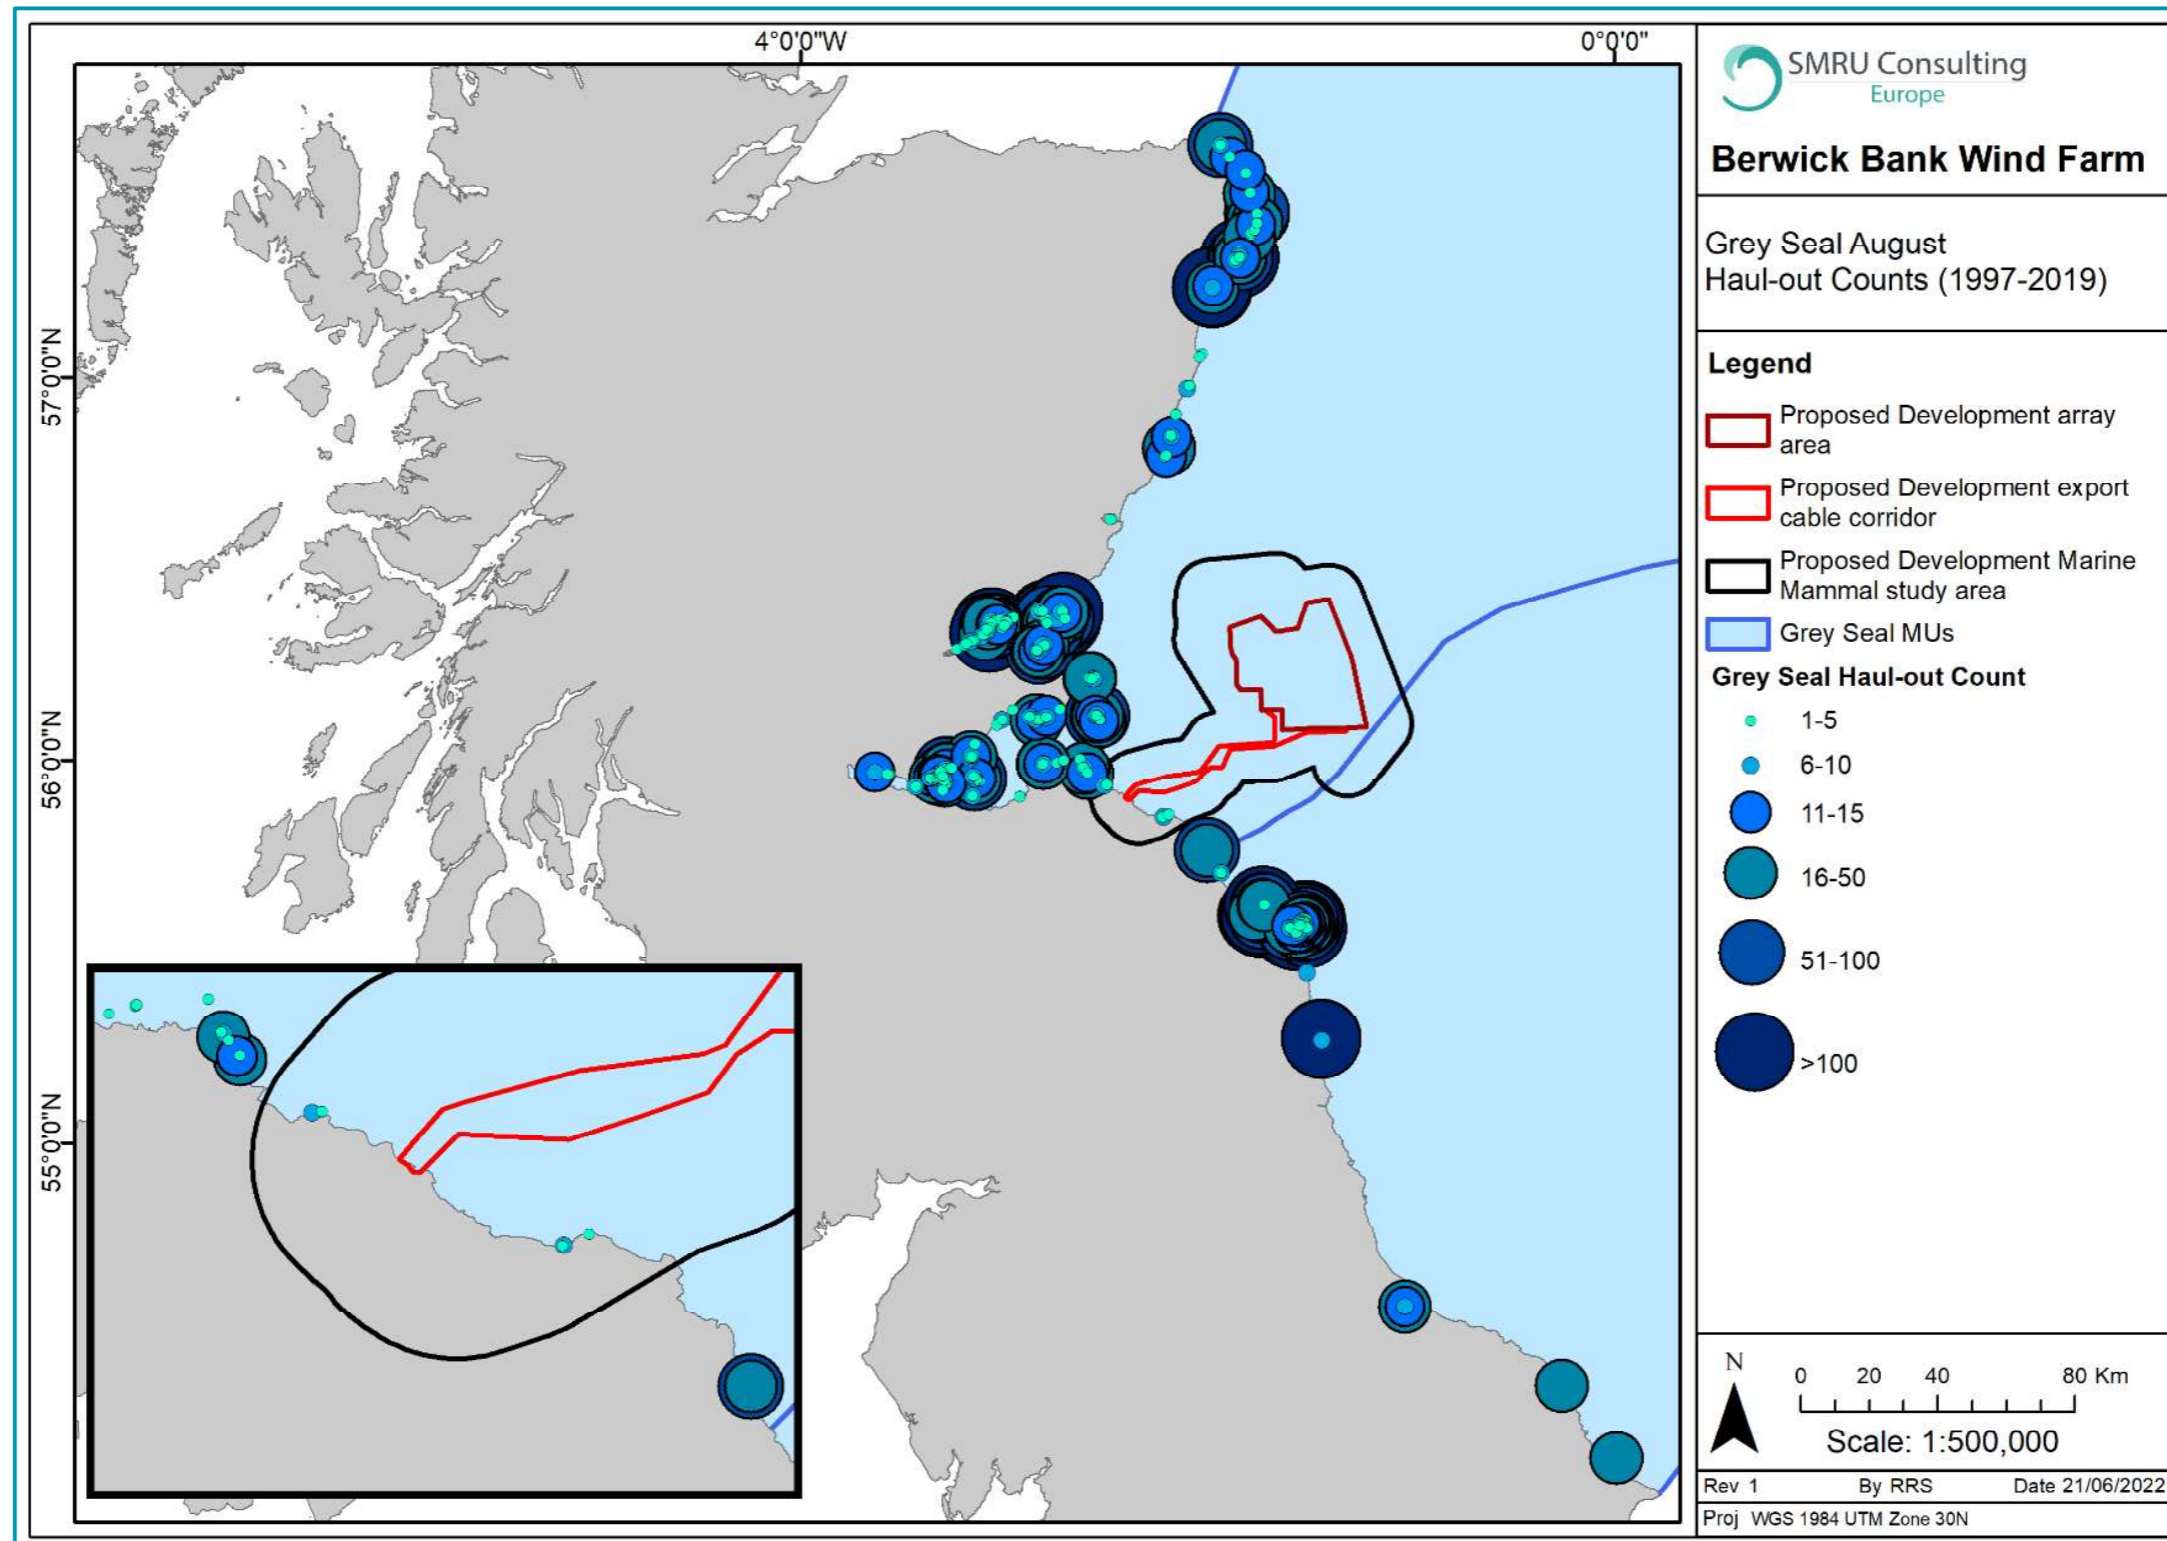 4°0'0"W
0°0'0"
57°0'0"N
56°0'0"N
55°0'0"N
SMRU Consulting
Europe
Berwick Bank Wind Farm
Grey Seal August
Haul-out Counts (1997-2019)
Legend
Proposed Development array
area
Proposed Development export
cable corridor
Proposed Development Marine
Mammal study area
Grey Seal MUs
Grey Seal Haul-out Count
1-5
6-10
11-15
16-50
51-100
>100
N
0 20 40 80 Km
Scale: 1:500,000
Rev 1 By RRS Date 21/06/2022
Proj WGS 1984 UTM Zone 30N